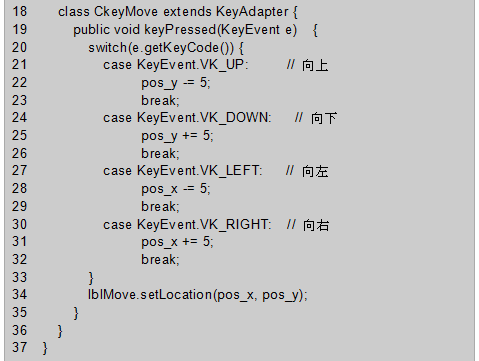 18 class CkeyMove extends KeyAdapter {
19 public void keyPressed(KeyEvent e) {
20 switch(e.getKeyCode()) {
21 case KeyEvent.VK_UP: // 向上
22 pos_y -= 5;
23 break;
24 case KeyEvent.VK_DOWN: // 向下
25 pos_y += 5;
26 break;
27 case KeyEvent.VK_LEFT: // 向左
28 pos_x -= 5;
29 break;
30 case KeyEvent.VK_RIGHT: // 向右
31 pos_x += 5;
32 break;
33 }
34 lblMove.setLocation(pos_x, pos_y);
35 }
36 }
37 }